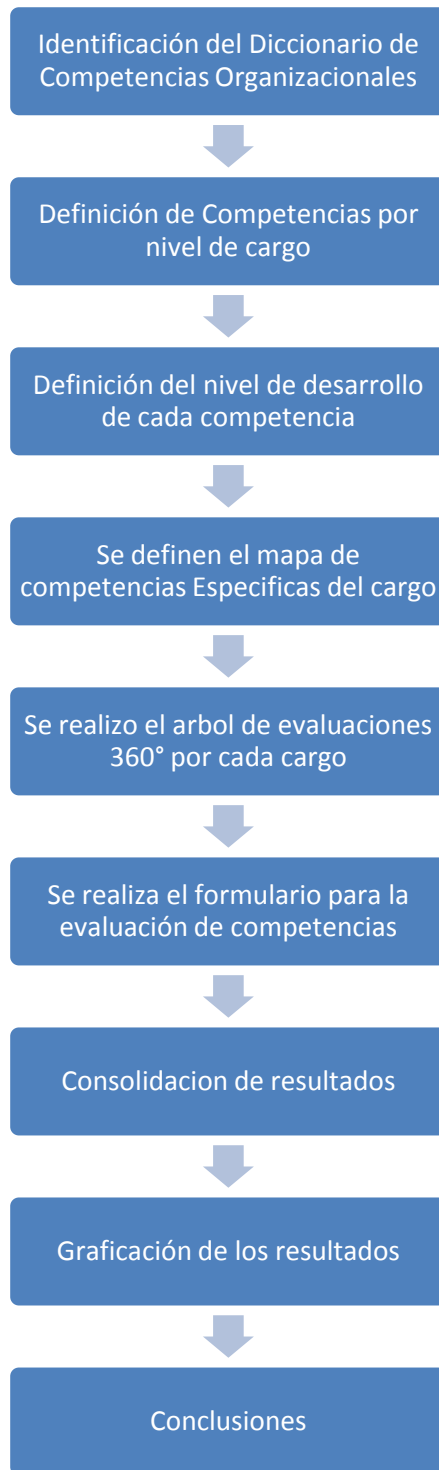 Identificación del Diccionario de
Competencias Organizacionales
Definición de Competencias por
nivel de cargo
Definición del nivel de desarrollo
de cada competencia
Se definen el mapa de
competencias Especificas del cargo
Se realizo el arbol de evaluaciones
360° por cada cargo
Se realiza el formulario para la
evaluación de competencias
Consolidacion de resultados
Graficación de los resultados
Conclusiones